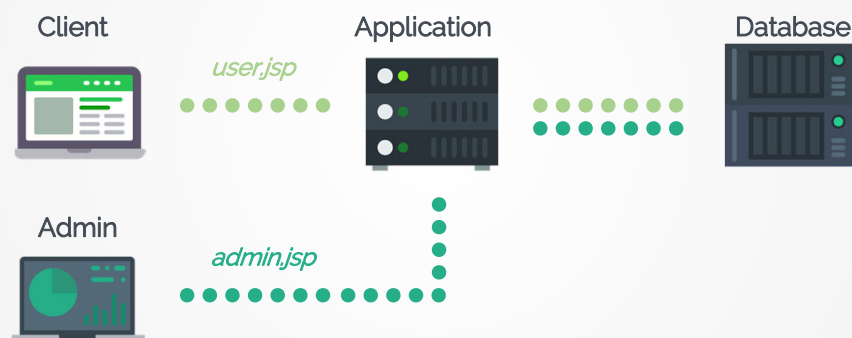 Client
Application
Database
user.jsp
Admin
admin.jsp